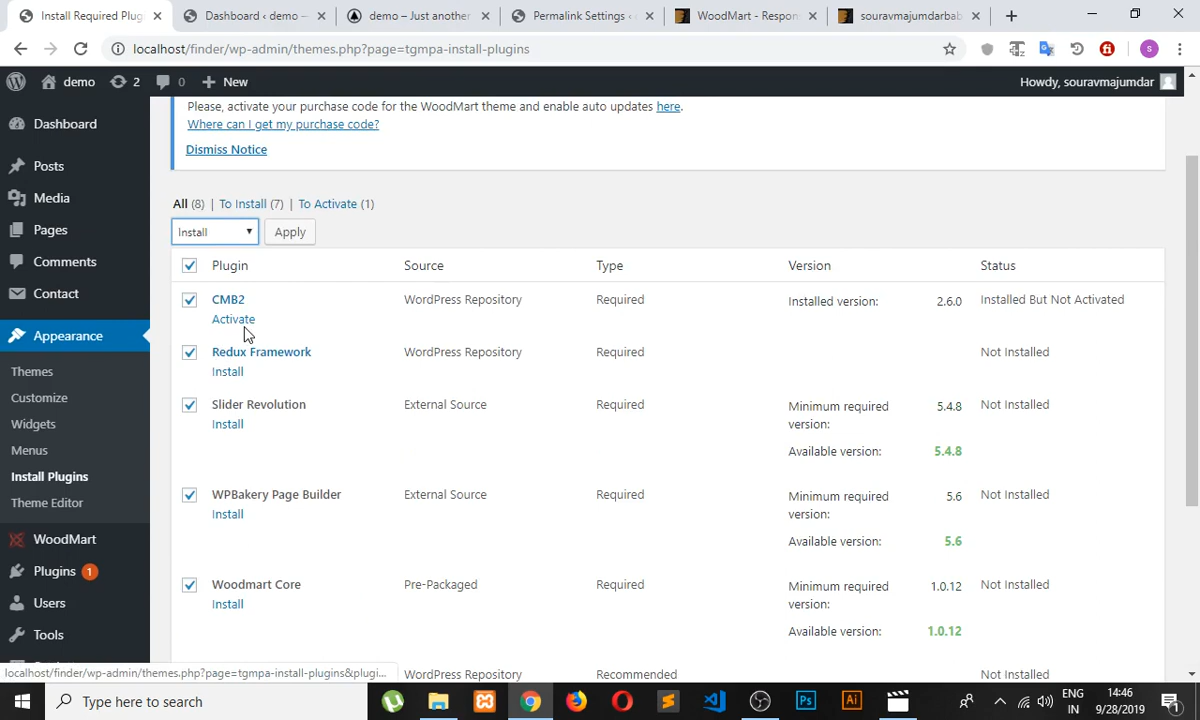 Install Required Plugi
Dashboard ‹ demo —
demo – Just another
Permalink Settings ‹
WoodMart - Respon
souravmajumdarbab
localhost/finder/wp-admin/themes.php?page=tgmpa-install-plugins
s
demo
2
0
New
Howdy, souravmajumdar
Dashboard
Posts
Media
Pages
Comments
Contact
Appearance
Themes
Customize
Widgets
Menus
Install Plugins
Theme Editor
WoodMart
Plugins 1
Users
Tools
Please, activate your purchase code for the WoodMart theme and enable auto updates here.
Where can I get my purchase code?
Dismiss Notice
All (8) | To Install (7) | To Activate (1)
Install
Apply
Plugin Source Type Version Status
CMB2 WordPress Repository Required Installed version: 2.6.0 Installed But Not Activated
Activate
Redux Framework WordPress Repository Required Not Installed
Install
Slider Revolution External Source Required Minimum required version: 5.4.8 Not Installed
Install
Available version: 5.4.8
WPBakery Page Builder External Source Required Minimum required version: 5.6 Not Installed
Install
Available version: 5.6
Woodmart Core Pre-Packaged Required Minimum required version: 1.0.12 Not Installed
Install
Available version: 1.0.12
WordPress Repository Recommended Not Installed
localhost/finder/wp-admin/themes.php?page=tgmpa-install-plugins&plugi...
Type here to search
Ps
Ai
ENG
IN
14:46
9/28/2019
1